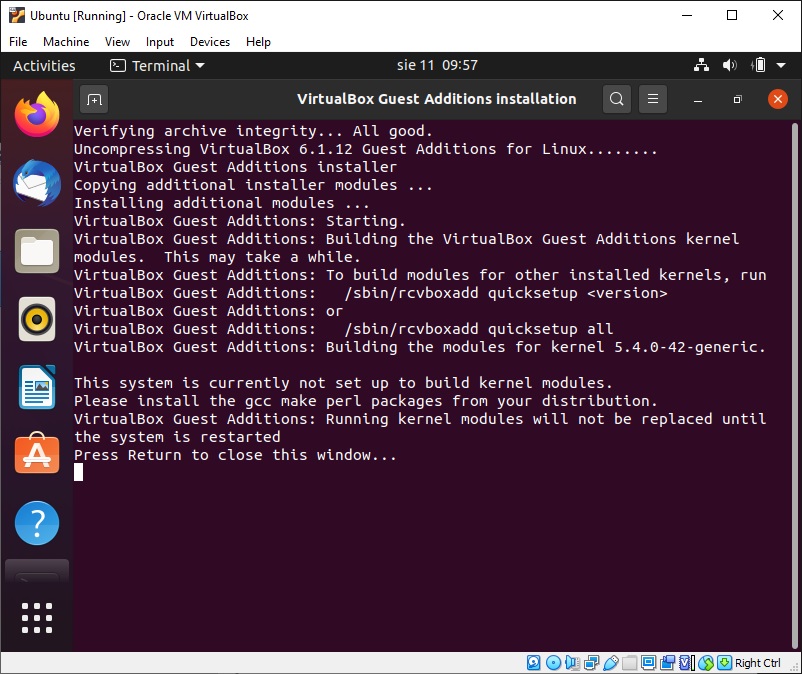 Ubuntu [Running] - Oracle VM VirtualBox
File Machine View Input Devices Help
Activities Terminal sie 11 09:57
VirtualBox Guest Additions installation
Verifying archive integrity... All good.
Uncompressing VirtualBox 6.1.12 Guest Additions for Linux........
VirtualBox Guest Additions installer
Copying additional installer modules ...
Installing additional modules ...
VirtualBox Guest Additions: Starting.
VirtualBox Guest Additions: Building the VirtualBox Guest Additions kernel
modules.  This may take a while.
VirtualBox Guest Additions: To build modules for other installed kernels, run
VirtualBox Guest Additions:   /sbin/rcvboxadd quicksetup <version>
VirtualBox Guest Additions: or
VirtualBox Guest Additions:   /sbin/rcvboxadd quicksetup all
VirtualBox Guest Additions: Building the modules for kernel 5.4.0-42-generic.
This system is currently not set up to build kernel modules.
Please install the gcc make perl packages from your distribution.
VirtualBox Guest Additions: Running kernel modules will not be replaced until
the system is restarted
Press Return to close this window...
Right Ctrl